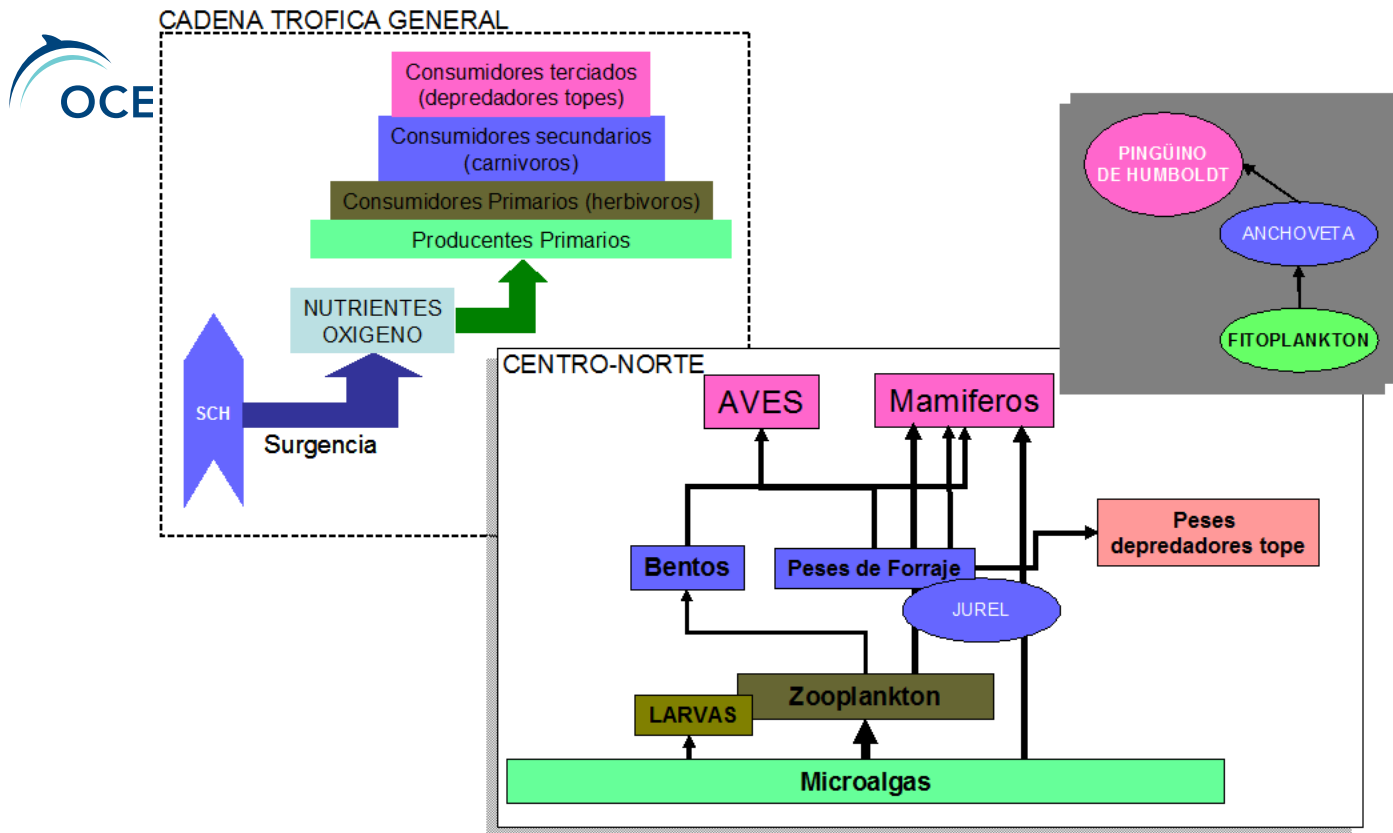 CADENA TROFICA GENERAL
OCE
Consumidores terciados
(depredadores topes)
Consumidores secundarios
(carnivoros)
Consumidores Primarios (herbivoros)
Producentes Primarios
NUTRIENTES
OXIGENO
SCH
Surgencia
PINGÜINO
DE HUMBOLDT
ANCHOVETA
FITOPLANKTON
CENTRO-NORTE
AVES
Mamiferos
Peses
depredadores tope
Bentos
Peses de Forraje
JUREL
Zooplankton
LARVAS
Microalgas